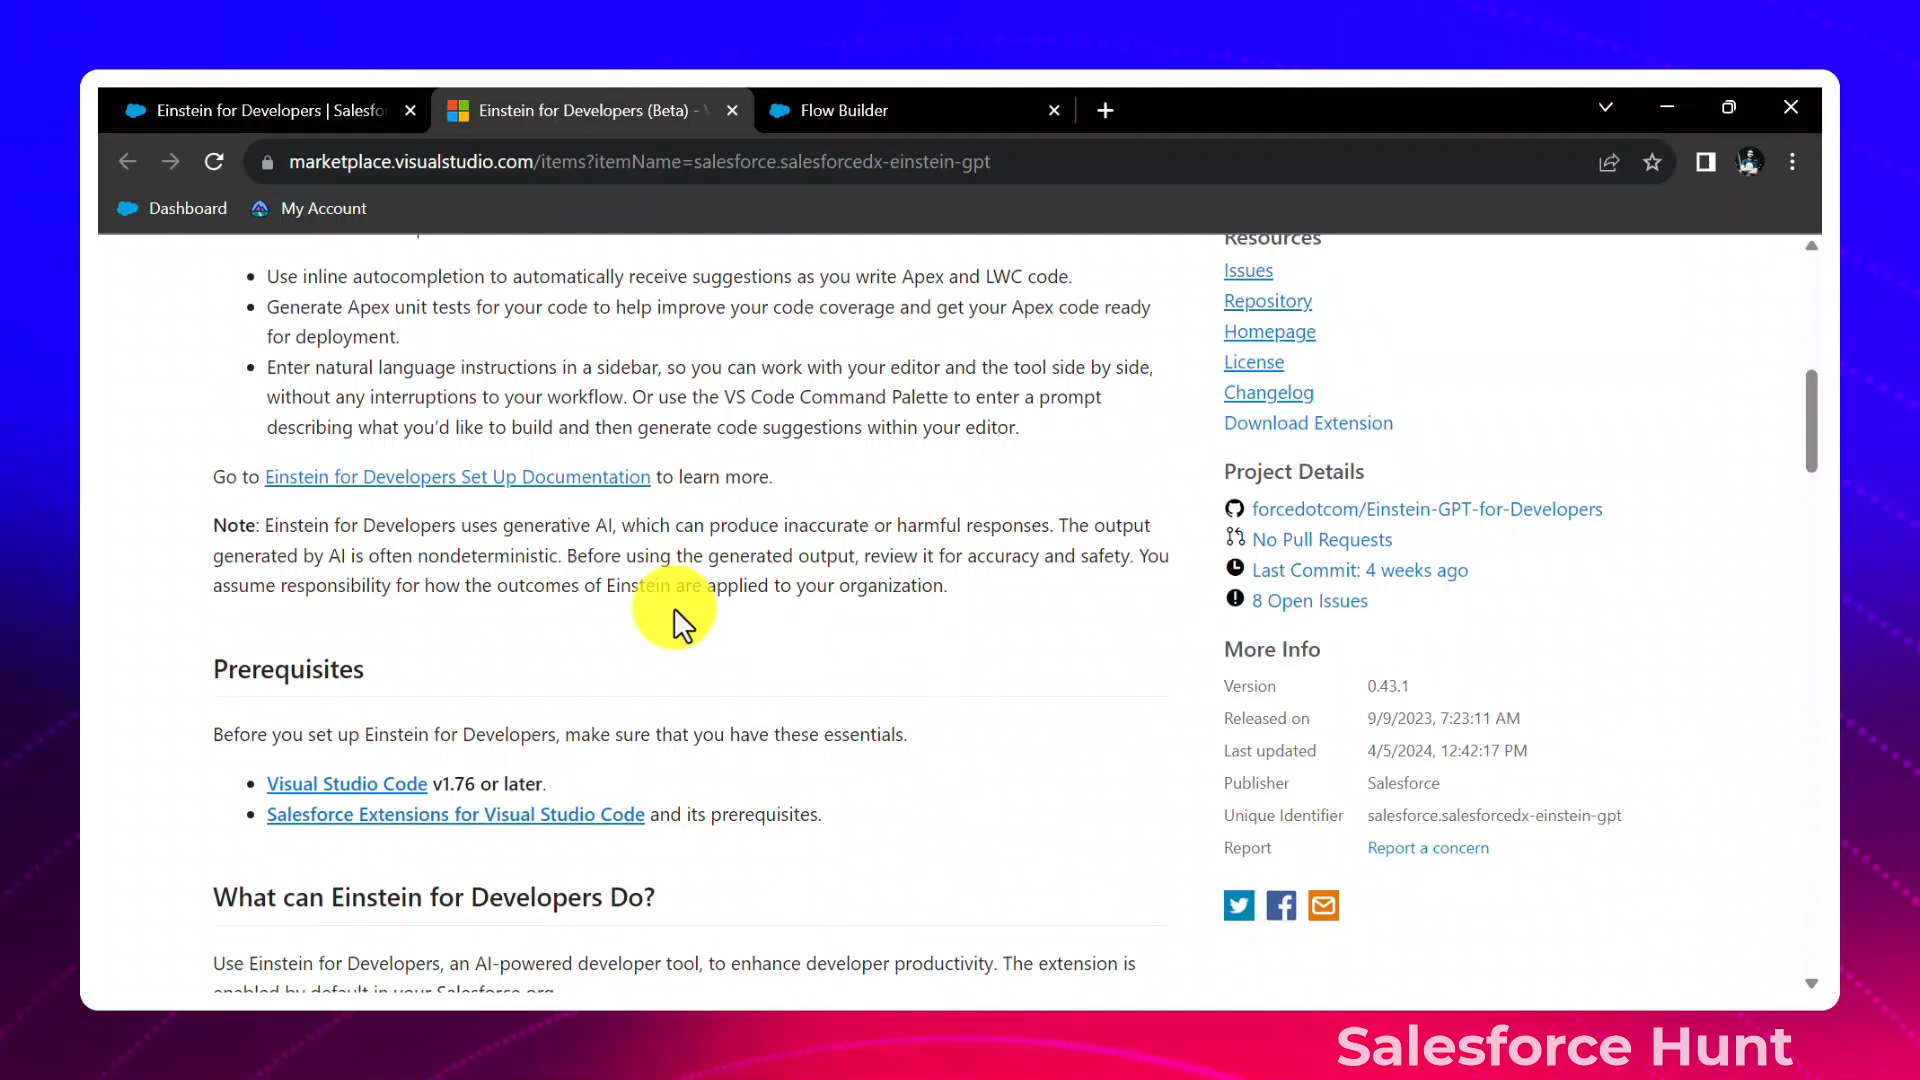 Einstein for Developers | Salesfo
Einstein for Developers (Beta) -
Flow Builder
marketplace.visualstudio.com/items?itemName=salesforce.salesforcedx-einstein-gpt
Dashboard
My Account
Use inline autocompletion to automatically receive suggestions as you write Apex and LWC code.
Generate Apex unit tests for your code to help improve your code coverage and get your Apex code ready
for deployment.
Enter natural language instructions in a sidebar, so you can work with your editor and the tool side by side,
without any interruptions to your workflow. Or use the VS Code Command Palette to enter a prompt
describing what you'd like to build and then generate code suggestions within your editor.
Go to Einstein for Developers Set Up Documentation to learn more.
Note: Einstein for Developers uses generative AI, which can produce inaccurate or harmful responses. The output
generated by AI is often nondeterministic. Before using the generated output, review it for accuracy and safety. You
assume responsibility for how the outcomes of Einstein are applied to your organization.
Prerequisites
Before you set up Einstein for Developers, make sure that you have these essentials.
Visual Studio Code v1.76 or later.
Salesforce Extensions for Visual Studio Code and its prerequisites.
What can Einstein for Developers Do?
Use Einstein for Developers, an AI-powered developer tool, to enhance developer productivity. The extension is
enabled by default in your Salesforce org.
Resources
Issues
Repository
Homepage
License
Changelog
Download Extension
Project Details
forcedotcom/Einstein-GPT-for-Developers
No Pull Requests
Last Commit: 4 weeks ago
8 Open Issues
More Info
Version 0.43.1
Released on 9/9/2023, 7:23:11 AM
Last updated 4/5/2024, 12:42:17 PM
Publisher Salesforce
Unique Identifier salesforce.salesforcedx-einstein-gpt
Report Report a concern
Salesforce Hunt